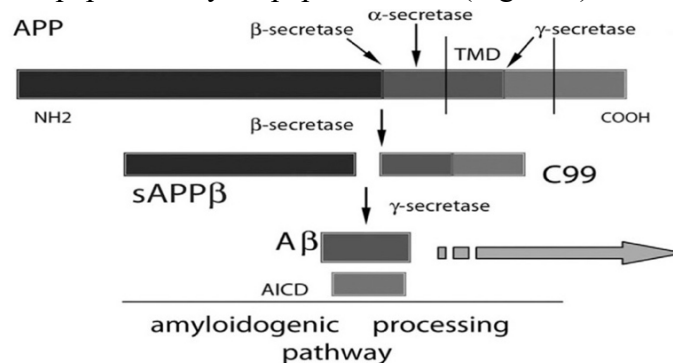 APP
α-secretase
β-secretase
γ-secretase
TMD
NH2
COOH
β-secretase
sAPPβ
C99
γ-secretase
Aβ
AICD
amyloidogenic processing
pathway